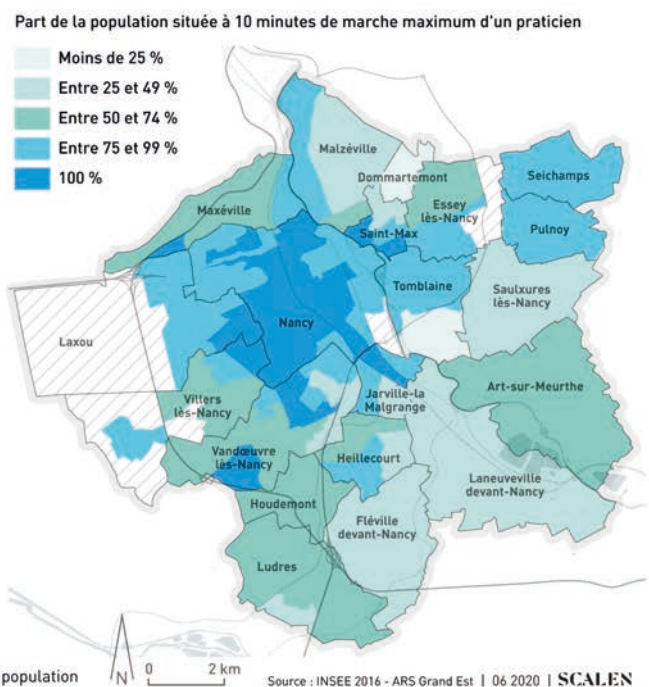 Part de la population située à 10 minutes de marche maximum d'un praticien
Moins de 25 %
Entre 25 et 49 %
Entre 50 et 74 %
Entre 75 et 99 %
100 %
Malzéville
Dommartemont
Seichamps
Maxéville
Essey
lès-Nancy
Saint-Max
Pulnoy
Tomblaine
Saulxures
lès-Nancy
Nancy
Laxou
Art-sur-Meurthe
Villers
lès-Nancy
Jarville-la
Malgrange
Vandœuvre
lès-Nancy
Heillecourt
Laneuveville
devant-Nancy
Houdemont
Fléville
devant-Nancy
Ludres
population
N
0 2 km
Source : INSEE 2016 - ARS Grand Est | 06 2020 | SCALEN